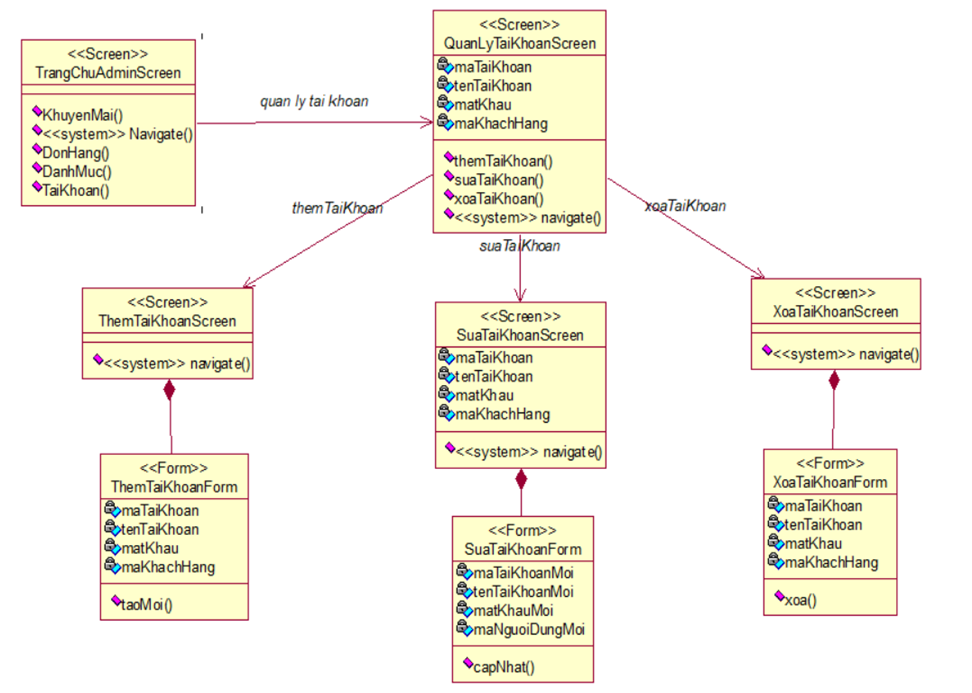 <<Screen>>
TrangChuAdminScreen
KhuyenMai()
<<system>> Navigate()
DonHang()
DanhMuc()
TaiKhoan()
quan ly tai khoan
<<Screen>>
QuanLyTaiKhoanScreen
maTaiKhoan
tenTaiKhoan
matKhau
maKhachHang
themTaiKhoan()
suaTaiKhoan()
xoaTaiKhoan()
<<system>> navigate()
themTaiKhoan
suaTaiKhoan
xoaTaiKhoan
<<Screen>>
ThemTaiKhoanScreen
<<system>> navigate()
<<Screen>>
SuaTaiKhoanScreen
maTaiKhoan
tenTaiKhoan
matKhau
maKhachHang
<<system>> navigate()
<<Screen>>
XoaTaiKhoanScreen
<<system>> navigate()
<<Form>>
ThemTaiKhoanForm
maTaiKhoan
tenTaiKhoan
matKhau
maKhachHang
taoMoi()
<<Form>>
SuaTaiKhoanForm
maTaiKhoanMoi
tenTaiKhoanMoi
matKhauMoi
maNguoiDungMoi
capNhat()
<<Form>>
XoaTaiKhoanForm
maTaiKhoan
tenTaiKhoan
matKhau
maKhachHang
xoa()